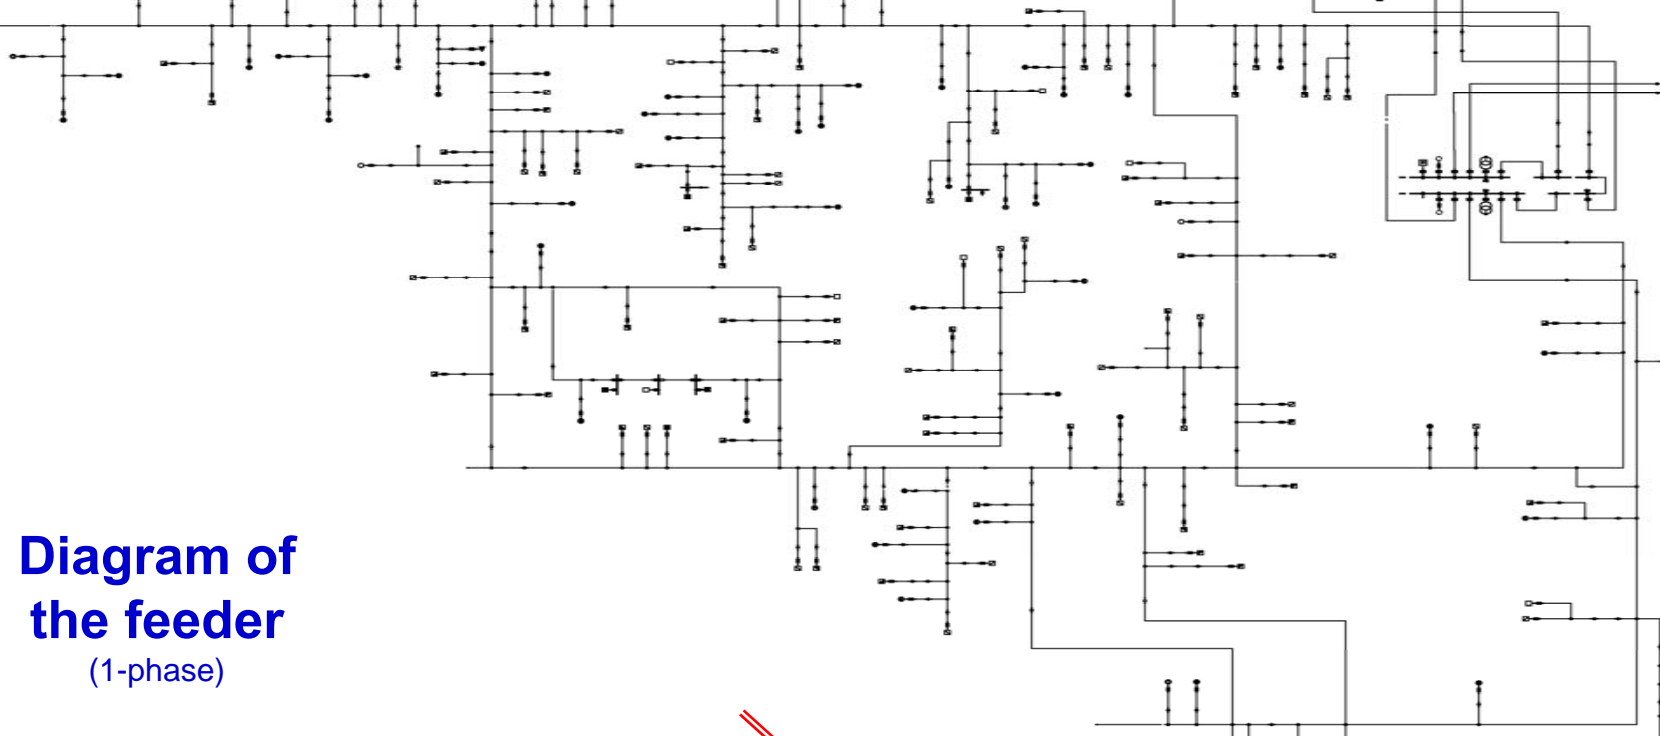 Diagram of
the feeder
(1-phase)